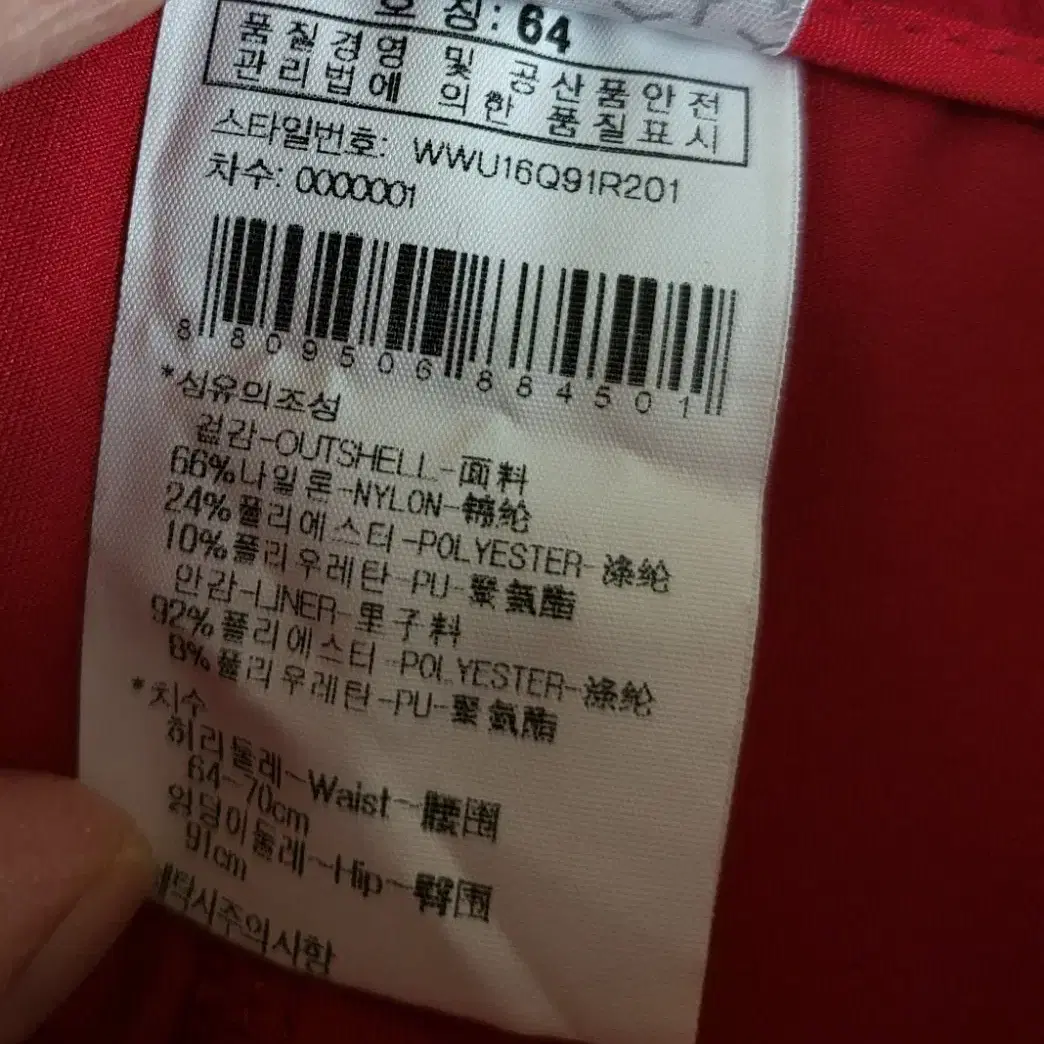 호 칭: 64
품 질 경 영 및 공 산 품 안 전
관 리 법 에 의 한 품 질 표 시
스타일번호: WWU16Q91R201
차수: 0000001
8 809506 884501
*섬유의조성
겉감-OUTSHELL-面料
66%나일론-NYLON-锦纶
24%폴리에스터-POLYESTER-涤纶
10%폴리우레탄-PU-聚氨酯
안감-LINER-里子料
92%폴리에스터-POLYESTER-涤纶
8%폴리우레탄-PU-聚氨酯
*치수
허리둘레~Waist~腰围
64~70cm
엉덩이둘레~Hip~臀围
91cm
세탁시주의사항